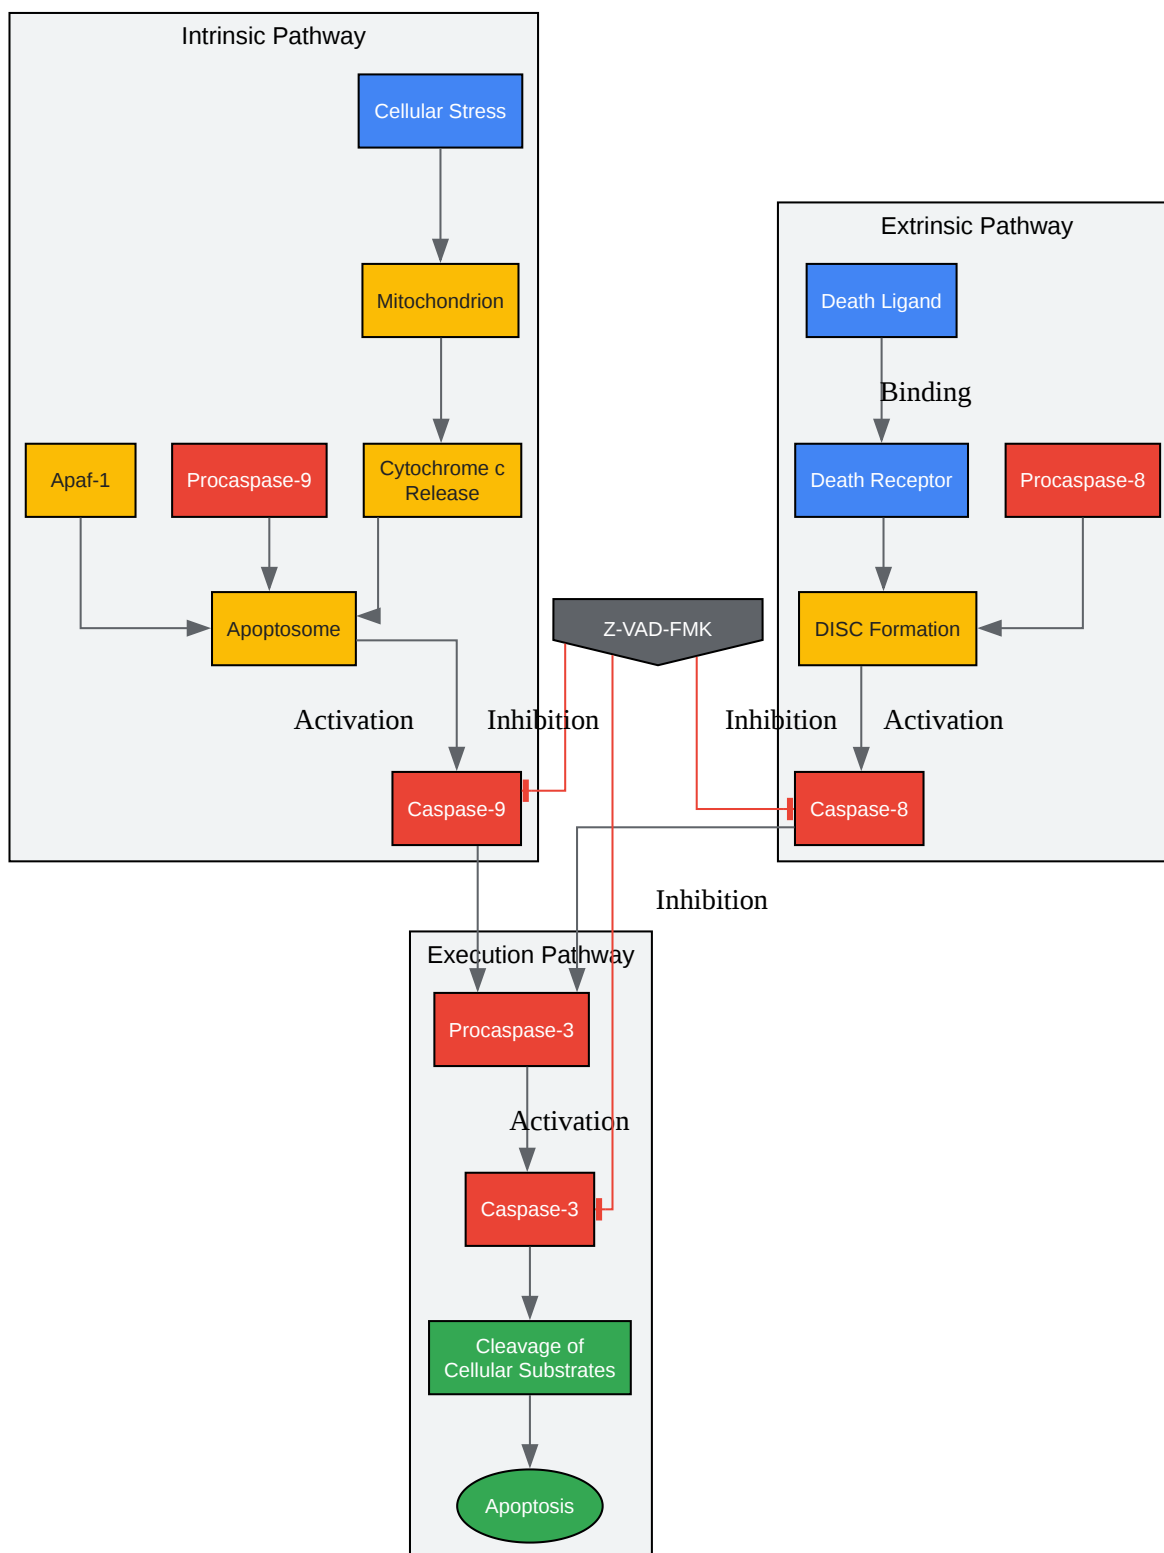 Intrinsic Pathway
Cellular Stress
Extrinsic Pathway
Mitochondrion
Death Ligand
Binding
Apaf-1
Procaspase-9
Cytochrome c
Release
Death Receptor
Procaspase-8
Apoptosome
Z-VAD-FMK
DISC Formation
Activation
Inhibition
Inhibition
Activation
Caspase-9
Caspase-8
Inhibition
Execution Pathway
Procaspase-3
Activation
Caspase-3
Cleavage of
Cellular Substrates
Apoptosis